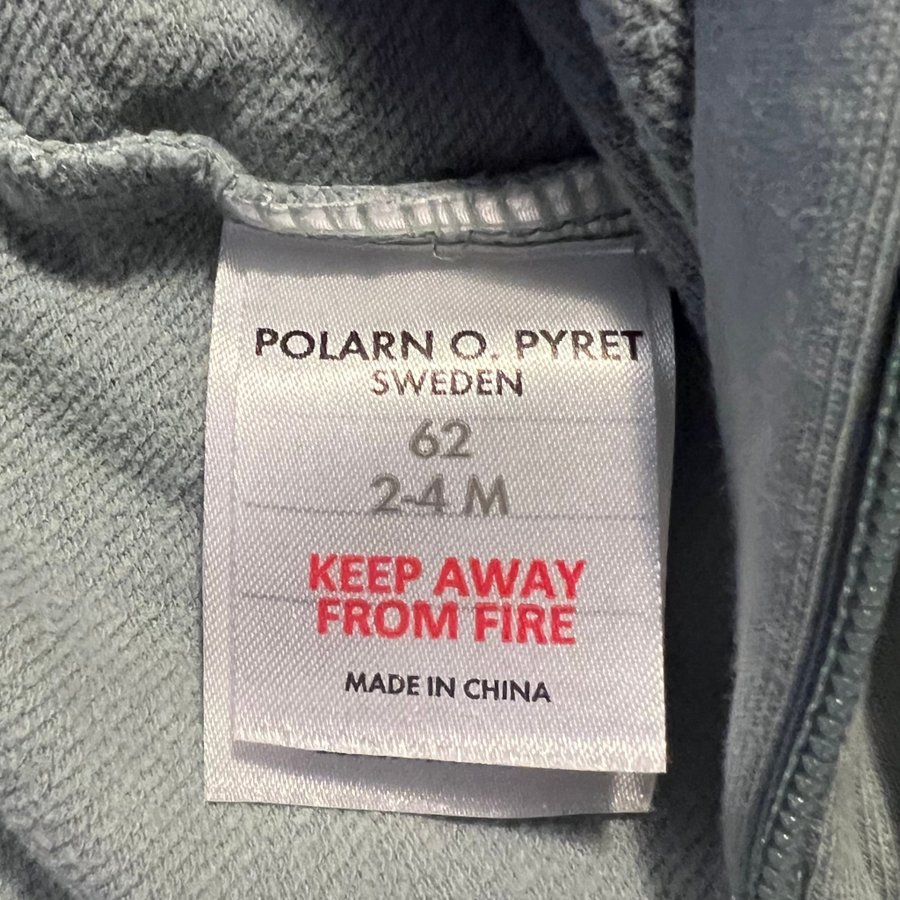 POLARN O. PYRET
SWEDEN
62
2-4 M
KEEP AWAY
FROM FIRE
MADE IN CHINA